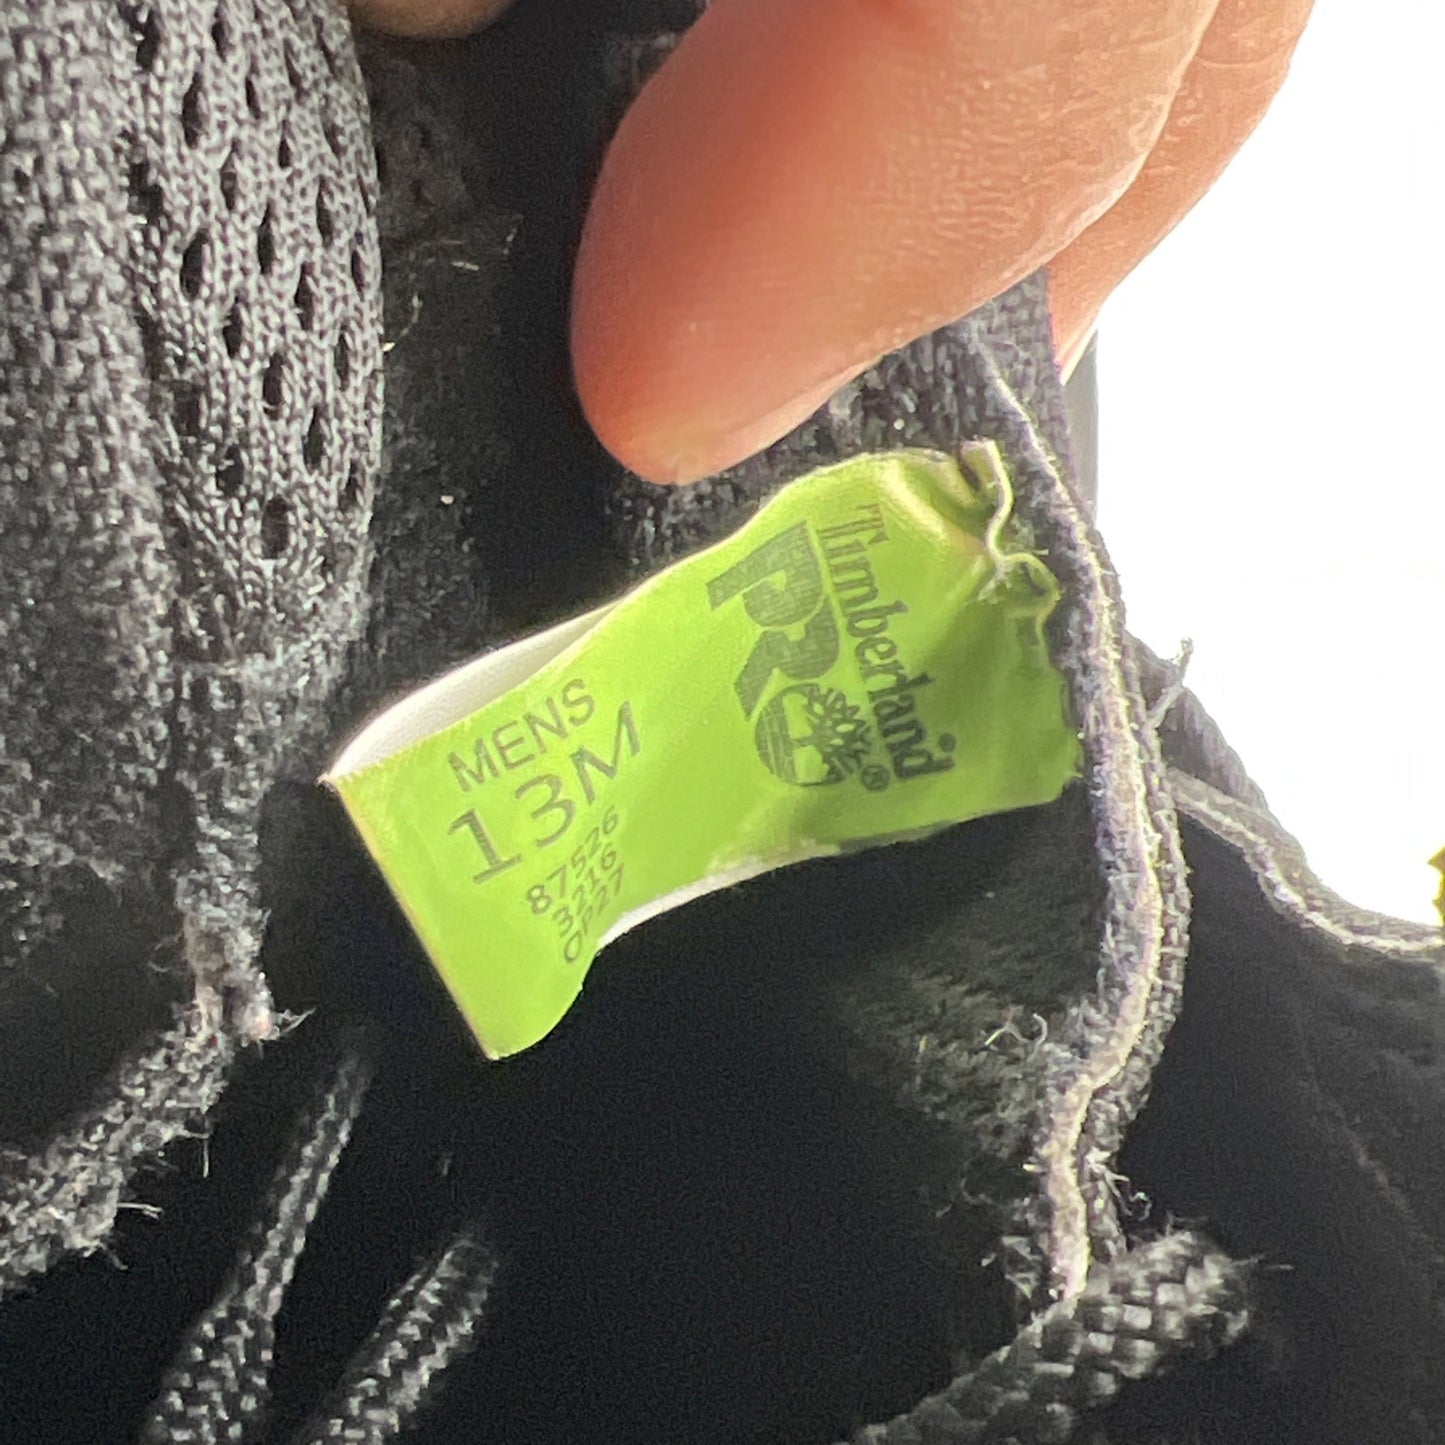 Timberland
PRO®
MENS
13M
87526
3216
OP27